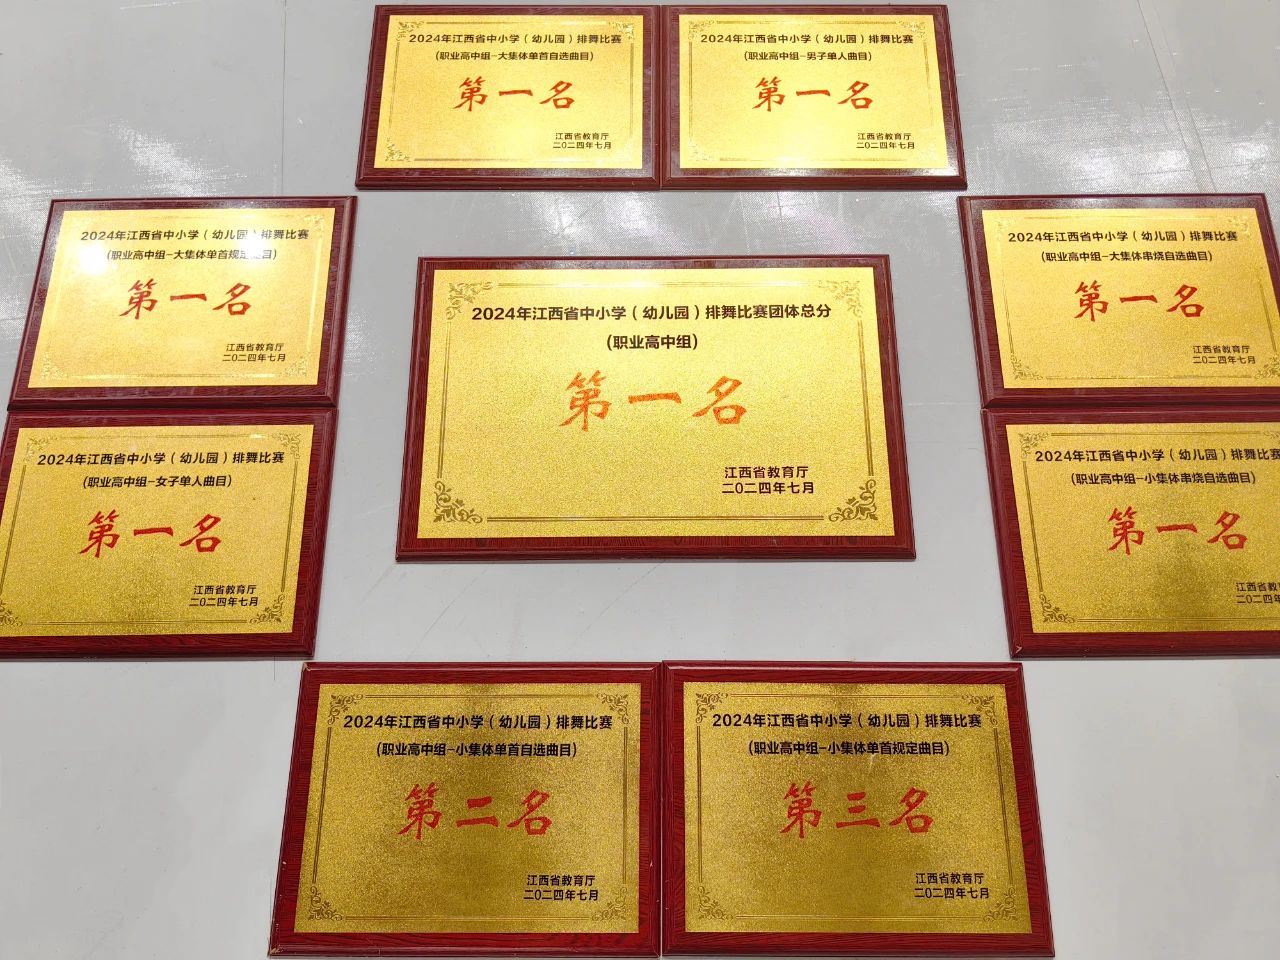 2024年江西省中小学（幼儿园）排舞比赛
(职业高中组-大集体单首自选曲目)
第一名
江西省教育厅
二〇二四年七月
2024年江西省中小学（幼儿园）排舞比赛
(职业高中组-男子单人曲目)
第一名
江西省教育厅
二〇二四年七月
2024年江西省中小学（幼儿园）排舞比赛
(职业高中组-大集体单首规定曲目)
第一名
江西省教育厅
二〇二四年七月
2024年江西省中小学（幼儿园）排舞比赛团体总分
(职业高中组)
第一名
江西省教育厅
二〇二四年七月
2024年江西省中小学（幼儿园）排舞比赛
(职业高中组-大集体串烧自选曲目)
第一名
江西省教育厅
二〇二四年七月
2024年江西省中小学（幼儿园）排舞比赛
(职业高中组-女子单人曲目)
第一名
江西省教育厅
二〇二四年七月
2024年江西省中小学（幼儿园）排舞比赛
(职业高中组-小集体串烧自选曲目)
第一名
江西省教
二〇二四
2024年江西省中小学（幼儿园）排舞比赛
(职业高中组-小集体单首自选曲目)
第二名
江西省教育厅
二〇二四年七月
2024年江西省中小学（幼儿园）排舞比赛
(职业高中组-小集体单首规定曲目)
第三名
江西省教育厅
二〇二四年七月